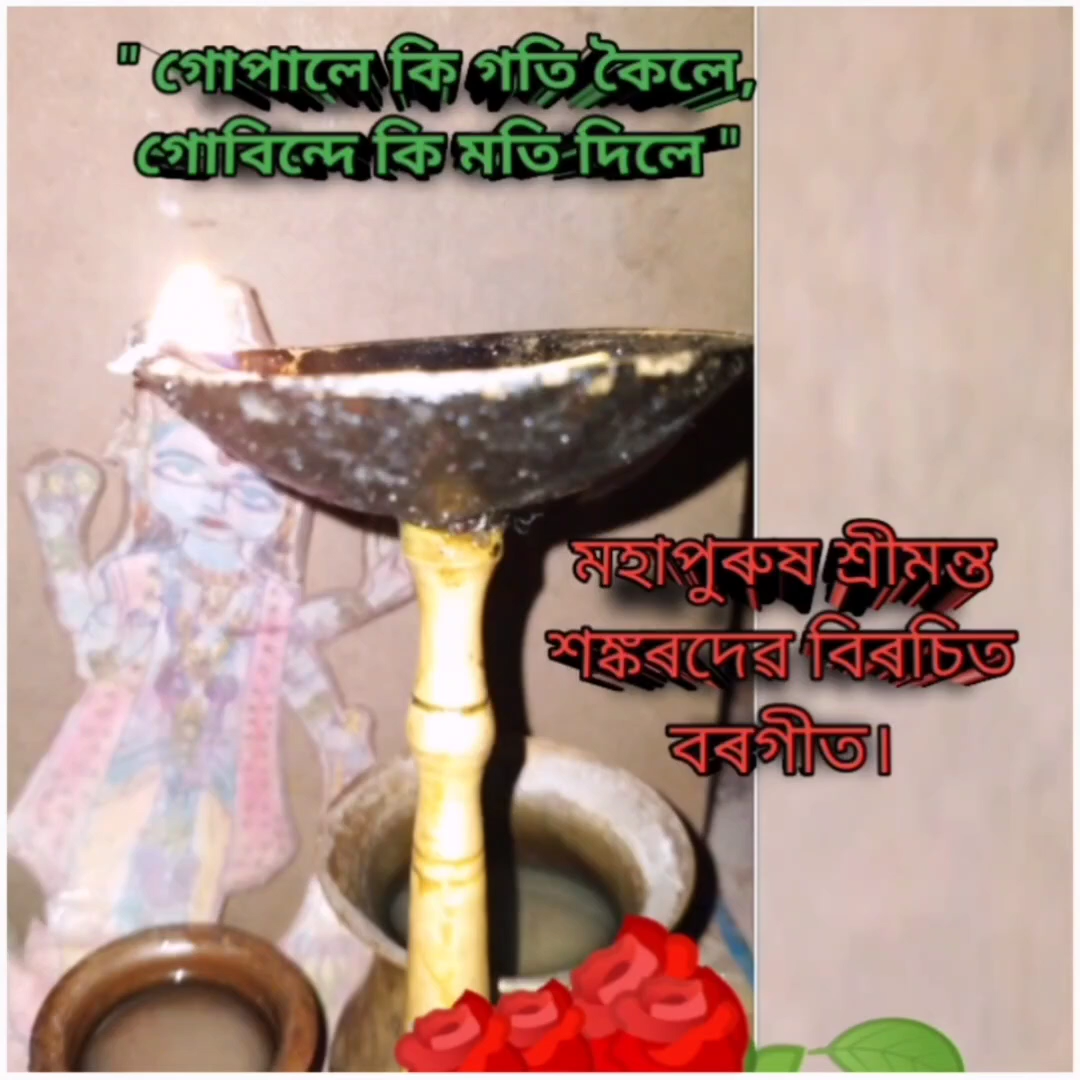 " গোপালে কি গতি কৈলে,
গোবিন্দে কি মতি দিলে "
মহাপুৰুষ শ্ৰীমন্ত
শঙ্কৰদেৱ বিৰচিত
বৰগীত।